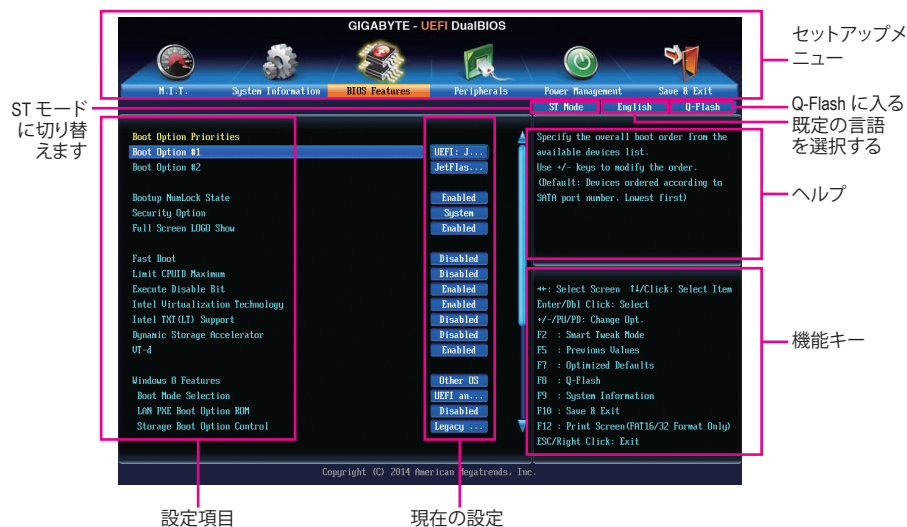 GIGABYTE - UEFI DualBIOS
セットアップメ
ニュー
M.I.T.
System Information
BIOS Features
Peripherals
Power Management
Save & Exit
ST モード
に切り替
えます
ST Mode
English
Q-Flash
Q-Flash に入る
既定の言語
を選択する
Boot Option Priorities
Boot Option #1 UEFI: J...
Boot Option #2 JetFlas...
Bootup NumLock State Enabled
Security Option System
Full Screen LOGO Show Enabled
Fast Boot Disabled
Limit CPUID Maximum Disabled
Execute Disable Bit Enabled
Intel Virtualization Technology Enabled
Intel TXT(LT) Support Disabled
Dynamic Storage Accelerator Disabled
VT-d Enabled
Windows 8 Features Other OS
Boot Mode Selection UEFI an...
LAN PXE Boot Option ROM Disabled
Storage Boot Option Control Legacy ...
Specify the overall boot order from the
available devices list.
Use +/- keys to modify the order.
(Default: Devices ordered according to
SATA port number. Lowest first)
ヘルプ
→←: Select Screen ↑↓/Click: Select Item
Enter/Dbl Click: Select
+/-/PU/PD: Change Opt.
F2 : Smart Tweak Mode
F5 : Previous Values
F7 : Optimized Defaults
F8 : Q-Flash
F9 : System Information
F10 : Save & Exit
F12 : Print Screen(FAT16/32 Format Only)
ESC/Right Click: Exit
機能キー
Copyright (C) 2014 American Megatrends, Inc.
設定項目
現在の設定